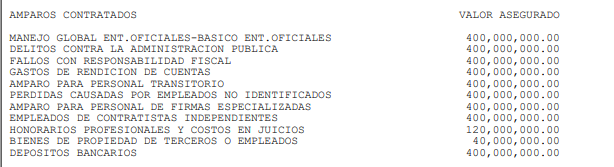 AMPAROS CONTRATADOS VALOR ASEGURADO
MANEJO GLOBAL ENT.OFICIALES-BASICO ENT.OFICIALES 400,000,000.00
DELITOS CONTRA LA ADMINISTRACION PUBLICA 400,000,000.00
FALLOS CON RESPONSABILIDAD FISCAL 400,000,000.00
GASTOS DE RENDICION DE CUENTAS 400,000,000.00
AMPARO PARA PERSONAL TRANSITORIO 400,000,000.00
PERDIDAS CAUSADAS POR EMPLEADOS NO IDENTIFICADOS 400,000,000.00
AMPARO PARA PERSONAL DE FIRMAS ESPECIALIZADAS 400,000,000.00
EMPLEADOS DE CONTRATISTAS INDEPENDIENTES 400,000,000.00
HONORARIOS PROFESIONALES Y COSTOS EN JUICIOS 120,000,000.00
BIENES DE PROPIEDAD DE TERCEROS O EMPLEADOS 40,000,000.00
DEPOSITOS BANCARIOS 400,000,000.00